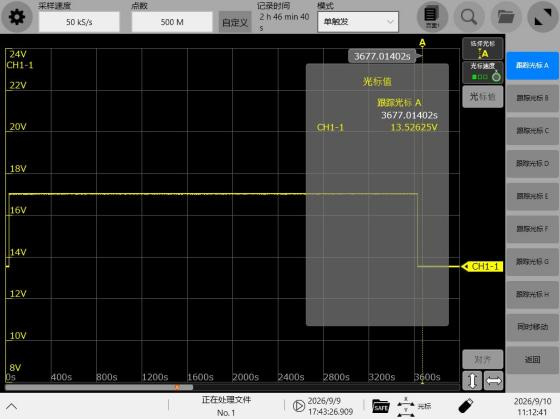 采样速度
50 kS/s
点数
500 M
自定义
记录时间
2 h 46 min 40
s
模式
单触发
24V
CH1-1
22V
20V
18V
16V
14V
12V
10V
8V
0s
400s
800s
1200s
1600s
2000s
2400s
2800s
3200s
3600s
3677.01402s
A
光标值
跟踪光标 A
3677.01402s
CH1-1
13.52625V
CH1-1
选择光标
A
光标速度
光标值
对齐
跟踪光标 A
跟踪光标 B
跟踪光标 C
跟踪光标 D
跟踪光标 E
跟踪光标 F
跟踪光标 G
跟踪光标 H
同时移动
返回
正在处理文件
No. 1
2026/9/9
17:43:26.909
SAFE
X
Y
光标
2026/9/10
11:12:41